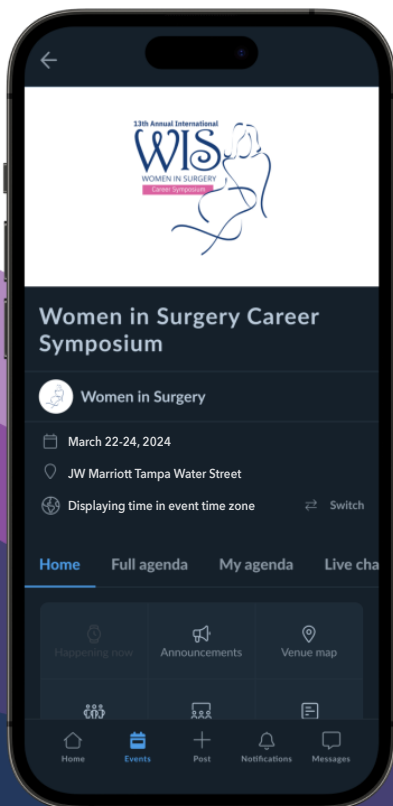 13th Annual International
WIS
WOMEN IN SURGERY
Career Symposium
Women in Surgery Career
Symposium
Women in Surgery
March 22-24, 2024
JW Marriott Tampa Water Street
Displaying time in event time zone
Switch
Home Full agenda My agenda Live cha
Happening now Announcements Venue map
Home Events Post Notifications Messages